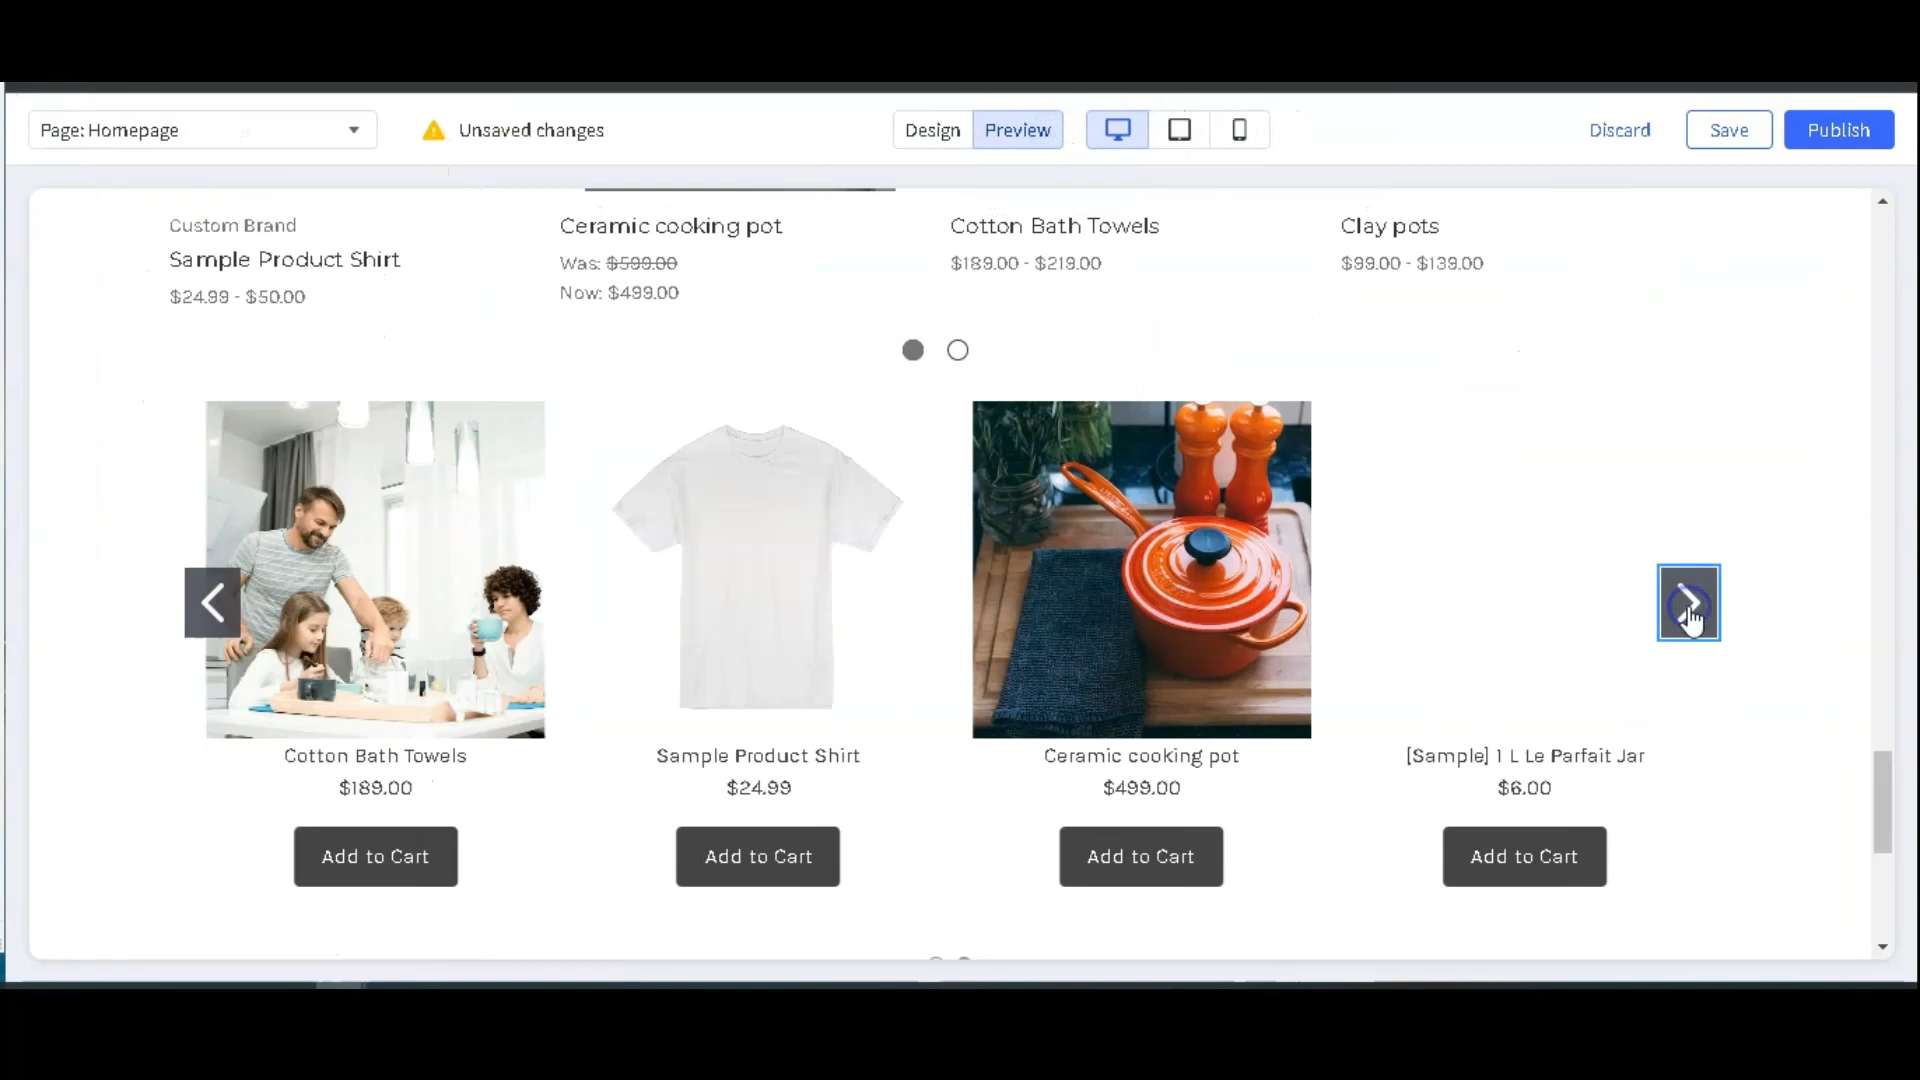 Page: Homepage
Unsaved changes
Design
Preview
Discard
Save
Publish
Custom Brand
Sample Product Shirt
$24.99 - $50.00
Ceramic cooking pot
Was: $599.00
Now: $499.00
Cotton Bath Towels
$189.00 - $219.00
Clay pots
$99.00 - $139.00
Cotton Bath Towels
$189.00
Add to Cart
Sample Product Shirt
$24.99
Add to Cart
Ceramic cooking pot
$499.00
Add to Cart
[Sample] 1 L Le Parfait Jar
$6.00
Add to Cart